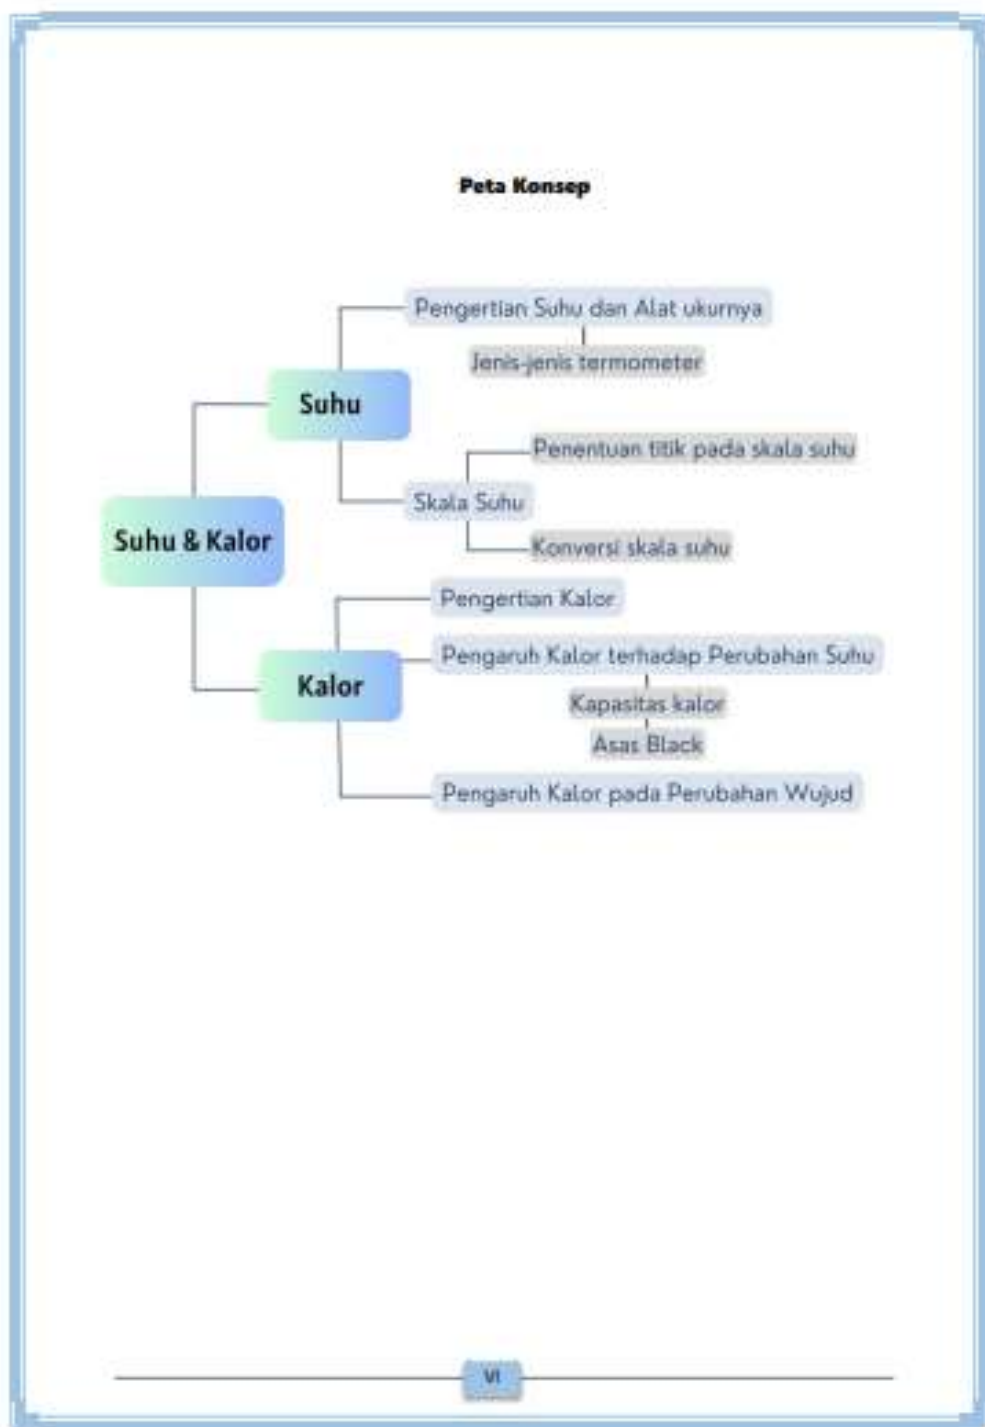 Peta Konsep
Pengertian Suhu dan Alat ukurnya
Jenis-jenis termometer
Suhu
Penentuan titik pada skala suhu
Skala Suhu
Konversi skala suhu
Suhu & Kalor
Pengertian Kalor
Pengaruh Kalor terhadap Perubahan Suhu
Kalor
Kapasitas kalor
Asas Black
Pengaruh Kalor pada Perubahan Wujud
VI